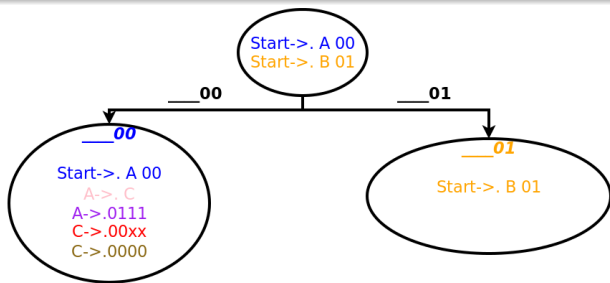 Start->. A 00
Start->. B 01
____00
____01
____00
Start->. A 00
A->. C
A->.0111
C->.00xx
C->.0000
____01
Start->. B 01